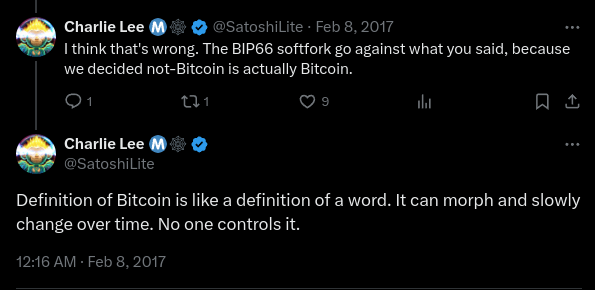 Charlie Lee @SatoshiLite · Feb 8, 2017
I think that's wrong. The BIP66 softfork go against what you said, because
we decided not-Bitcoin is actually Bitcoin.
1 1 9
Charlie Lee
@SatoshiLite
Definition of Bitcoin is like a definition of a word. It can morph and slowly
change over time. No one controls it.
12:16 AM · Feb 8, 2017